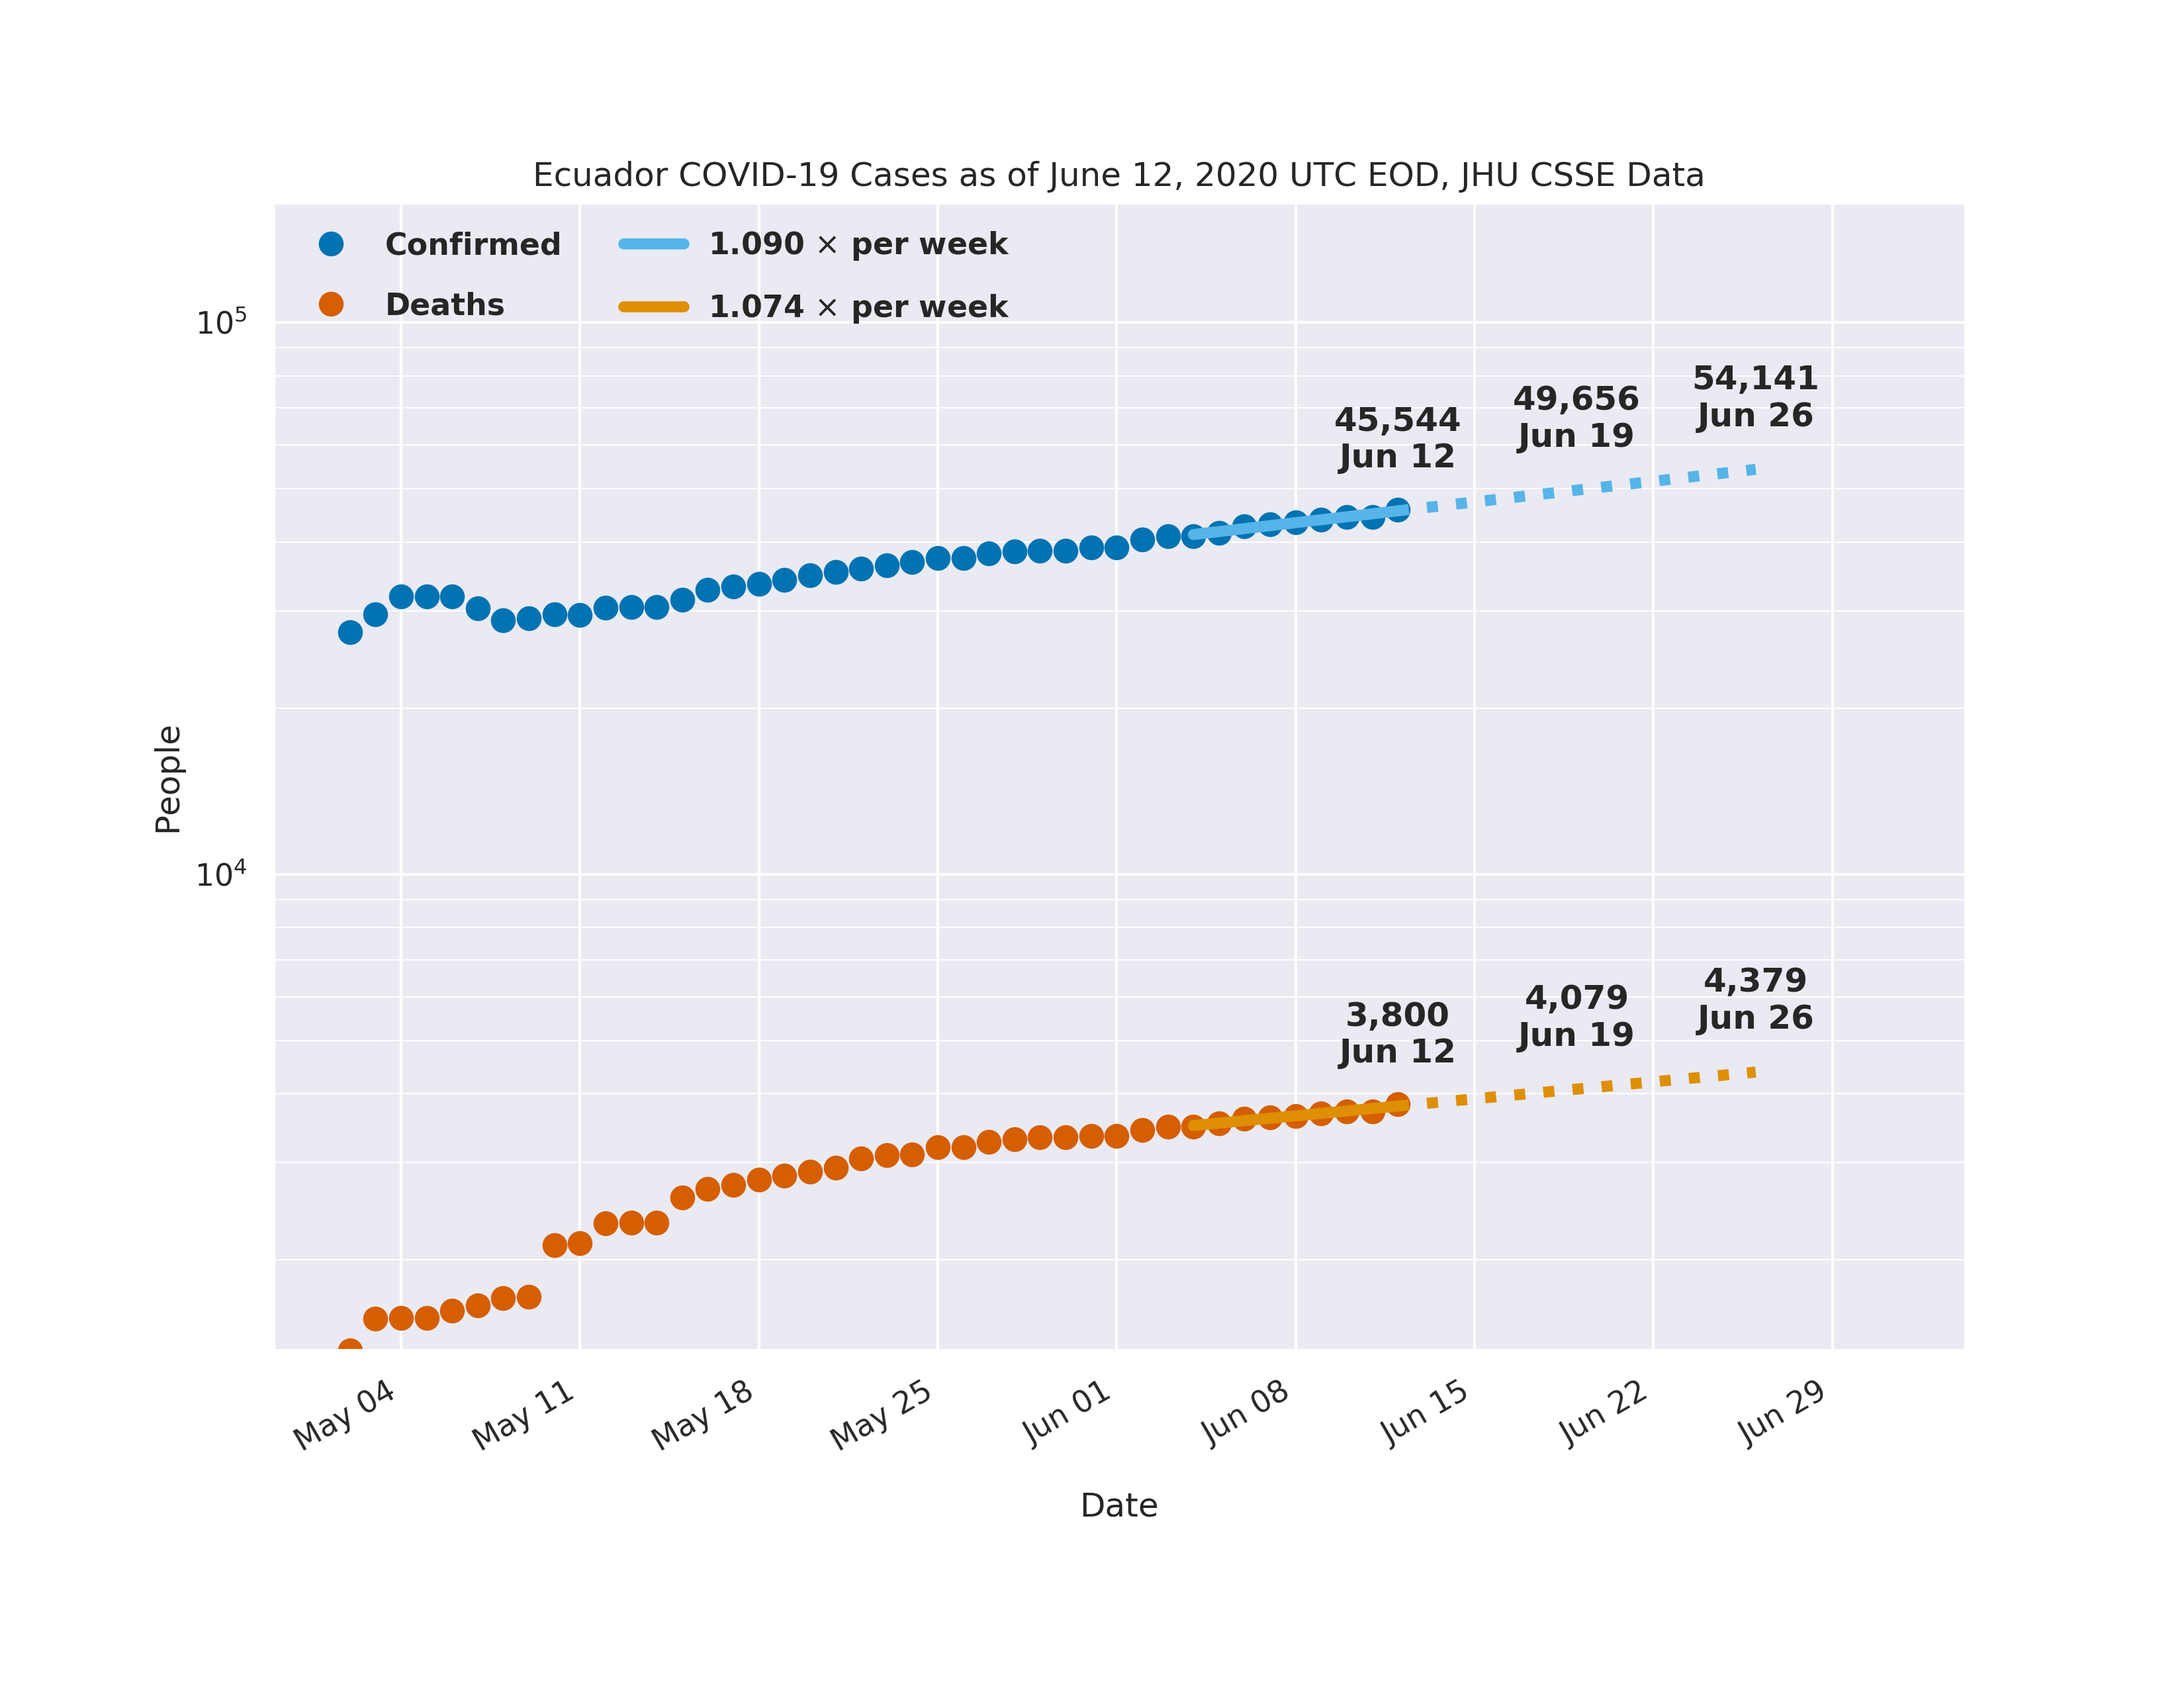 Ecuador COVID-19 Cases as of June 12, 2020 UTC EOD, JHU CSSE Data
Confirmed
Deaths
1.090 × per week
1.074 × per week
10⁵
10⁴
People
45,544
Jun 12
49,656
Jun 19
54,141
Jun 26
3,800
Jun 12
4,079
Jun 19
4,379
Jun 26
May 04
May 11
May 18
May 25
Jun 01
Jun 08
Jun 15
Jun 22
Jun 29
Date